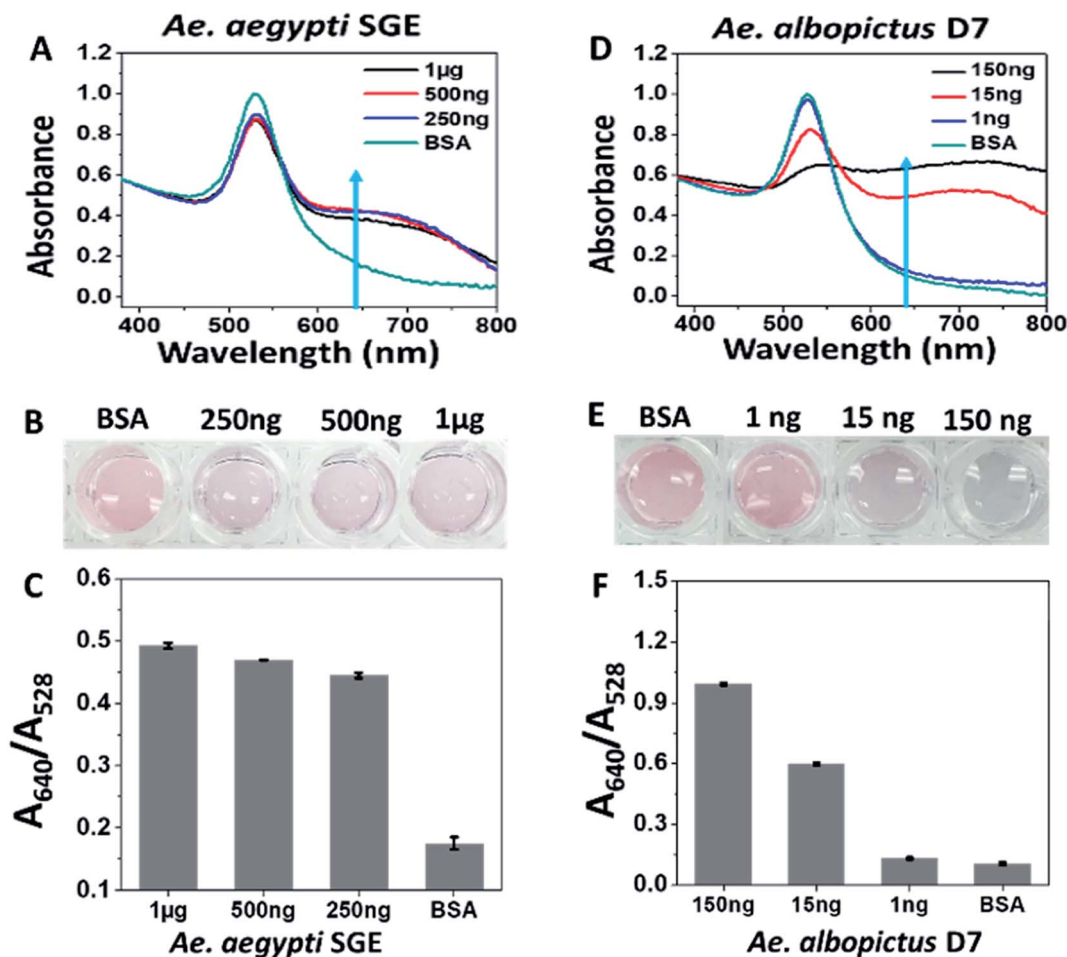 Ae. aegypti SGE
A
1µg
500ng
250ng
BSA
1.2
1.0
0.8
0.6
0.4
0.2
0.0
Absorbance
400 500 600 700 800
Wavelength (nm)
B
BSA 250ng 500ng 1µg
C
0.6
0.5
0.4
0.3
0.2
0.1
A640/A528
1µg 500ng 250ng BSA
Ae. aegypti SGE
Ae. albopictus D7
D
150ng
15ng
1ng
BSA
1.2
1.0
0.8
0.6
0.4
0.2
0.0
Absorbance
400 500 600 700 800
Wavelength (nm)
E
BSA 1 ng 15 ng 150 ng
F
1.5
1.2
0.9
0.6
0.3
0.0
A640/A528
150ng 15ng 1ng BSA
Ae. albopictus D7